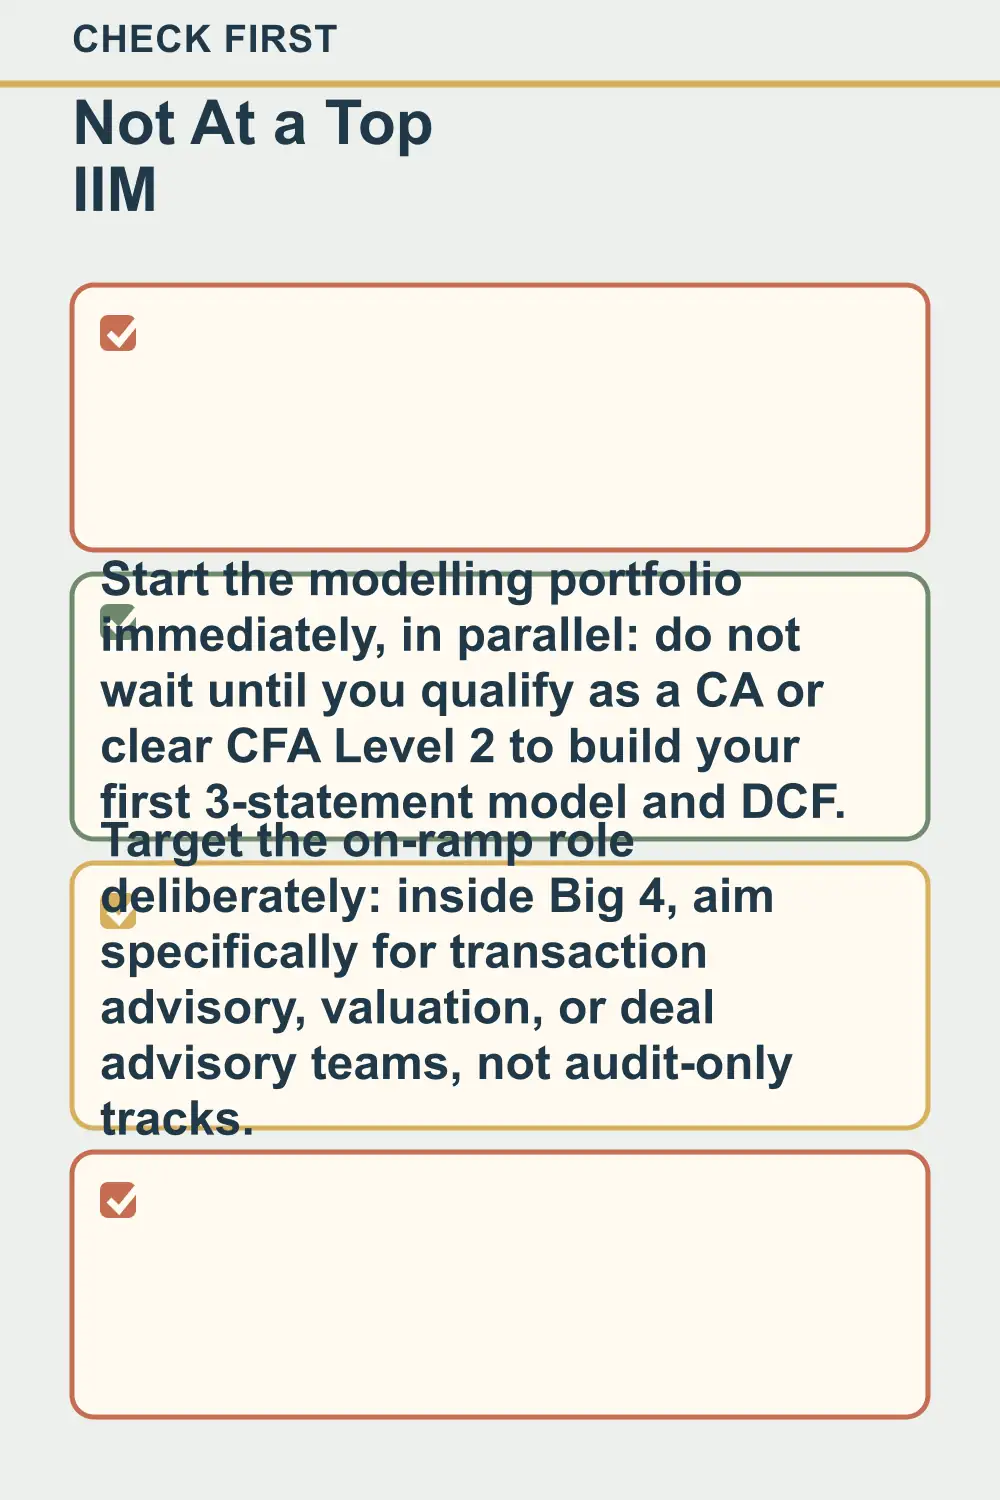 CHECK FIRST
Not At a Top
IIM
Start the modelling portfolio
immediately, in parallel: do not
wait until you qualify as a CA or
clear CFA Level 2 to build your
first 3-statement model and DCF.
Target the on-ramp role
deliberately: inside Big 4, aim
specifically for transaction
advisory, valuation, or deal
advisory teams, not audit-only
tracks.